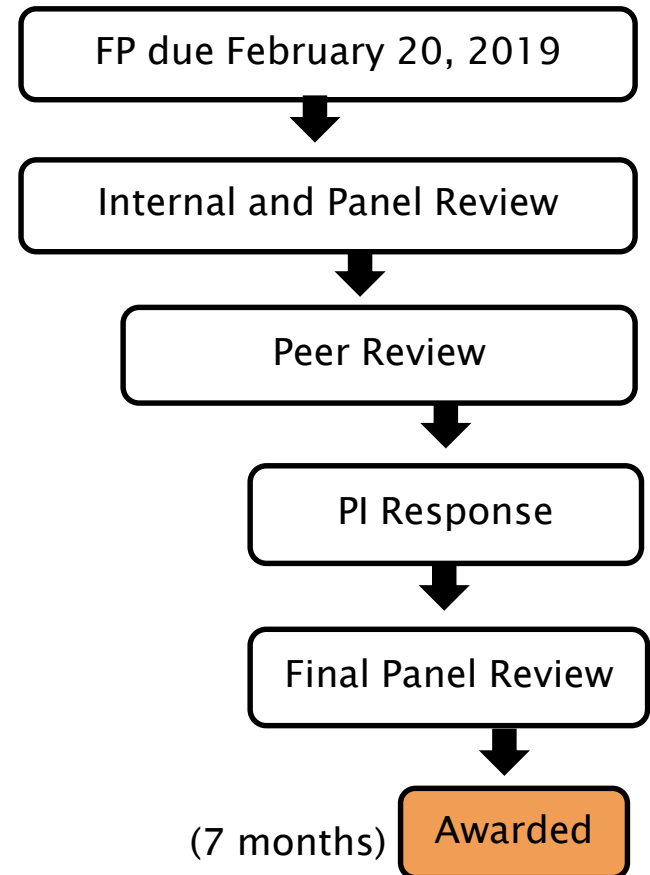 FP due February 20, 2019
Internal and Panel Review
Peer Review
PI Response
Final Panel Review
(7 months) Awarded